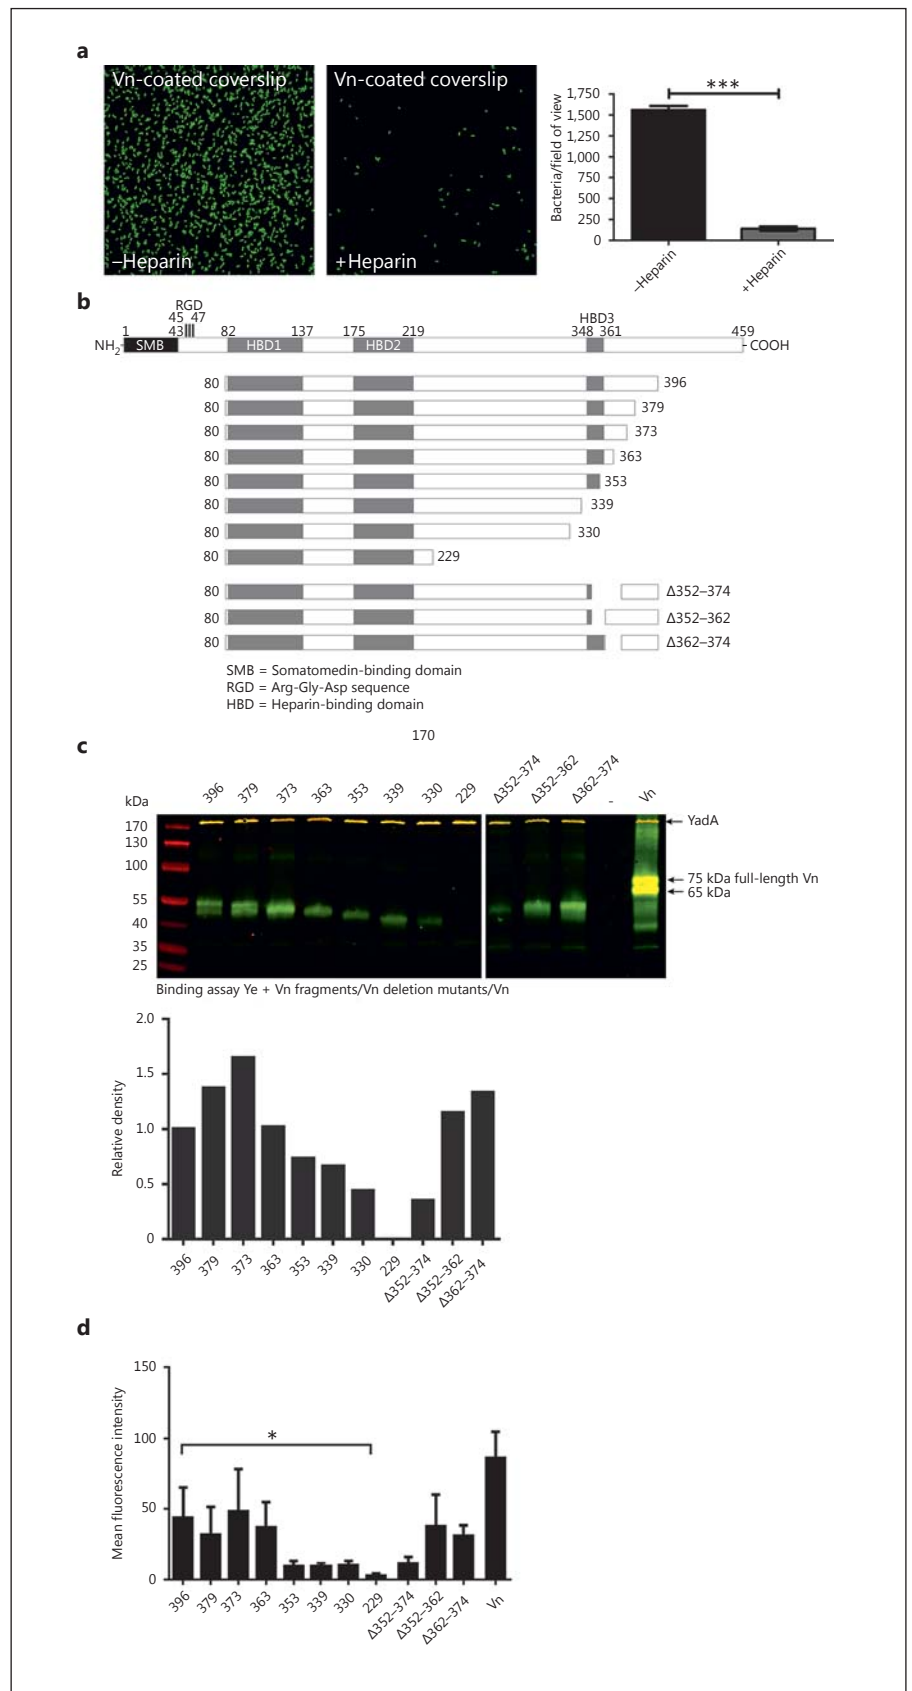 a
Vn-coated coverslip
–Heparin
Vn-coated coverslip
+Heparin
Bacteria/field of view
1,750
1,500
1,250
1,000
750
500
250
0
***
–Heparin
+Heparin
b
RGD
45 47
HBD3
1 43 82 137 175 219 348 361 459
NH2 SMB HBD1 HBD2 COOH
80 396
80 379
80 373
80 363
80 353
80 339
80 330
80 229
80 Δ352–374
80 Δ352–362
80 Δ362–374
SMB = Somatomedin-binding domain
RGD = Arg-Gly-Asp sequence
HBD = Heparin-binding domain
170
c
kDa 396 379 373 363 353 339 330 229 Δ352–374 Δ352–362 Δ362–374 - Vn
170
130
100
55
40
35
25
YadA
75 kDa full-length Vn
65 kDa
Binding assay Ye + Vn fragments/Vn deletion mutants/Vn
Relative density
2.0
1.5
1.0
0.5
0
396 379 373 363 353 339 330 229 Δ352–374 Δ352–362 Δ362–374
d
Mean fluorescence intensity
150
100
50
0
*
396 379 373 363 353 339 330 229 Δ352–374 Δ352–362 Δ362–374 Vn